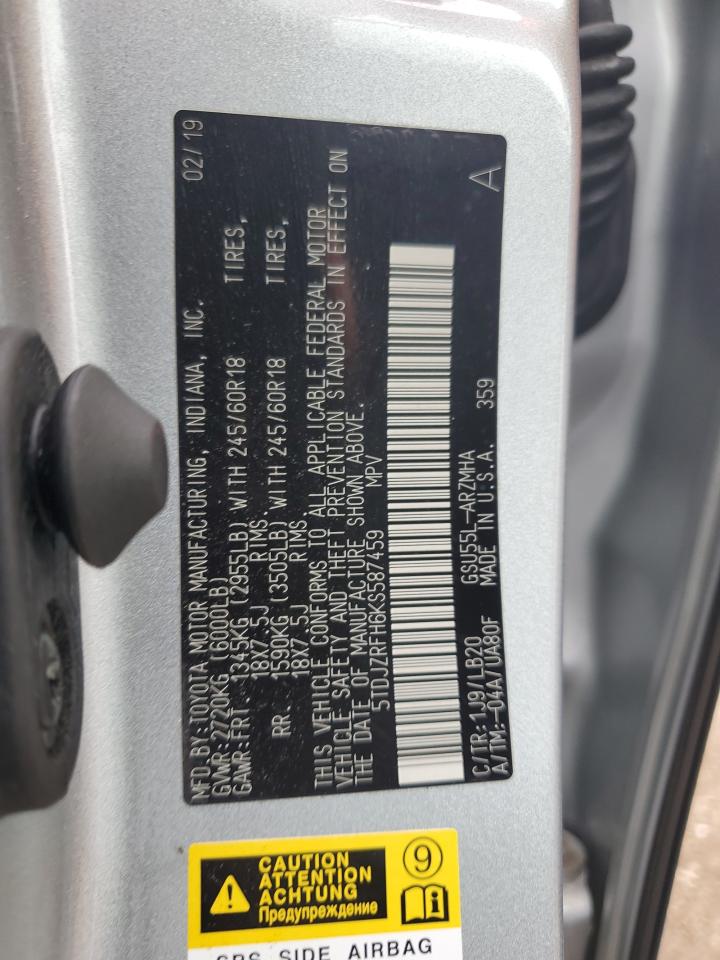 MFD.BY:TOYOTA MOTOR MANUFACTURING, INDIANA, INC. 02/19
GVWR:2720KG (6000LB)
GAWR:FRT 1345KG (2955LB) WITH 245/60R18 TIRES,
18X7.5J RIMS
RR. 1590KG (3505LB) WITH 245/60R18 TIRES,
18X7.5J RIMS
THIS VEHICLE CONFORMS TO ALL APPLICABLE FEDERAL MOTOR
VEHICLE SAFETY AND THEFT PREVENTION STANDARDS IN EFFECT ON
THE DATE OF MANUFACTURE SHOWN ABOVE.
5TDJZRFH6KS587459 MPV
C/TR:1J9/LB20 GSU55L-ARZMHA
A/TM:-04A/UA80F MADE IN U.S.A. 359 A
CAUTION
ATTENTION
ACHTUNG
Предупреждение
9
i
SIDE AIRBAG